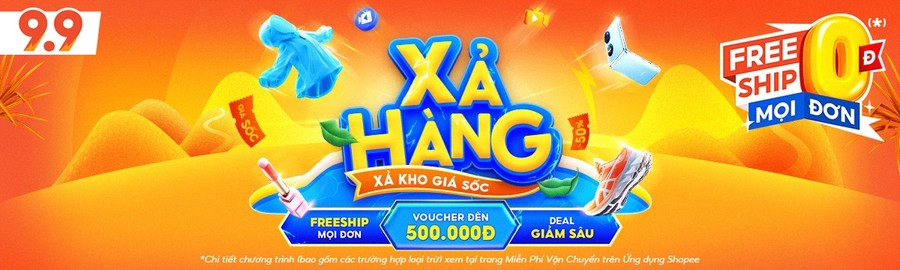 9.9
XẢ
HÀNG
XẢ KHO GIÁ SỐC
GIÁ
SỐC
50%
FREE
SHIP
0Đ
(*)
MỌI ĐƠN
FREESHIP
MỌI ĐƠN
VOUCHER ĐẾN
500.000Đ
DEAL
GIẢM SÂU
*Chi tiết chương trình (bao gồm các trường hợp loại trừ) xem tại trang Miễn Phí Vận Chuyển trên Ứng dụng Shopee